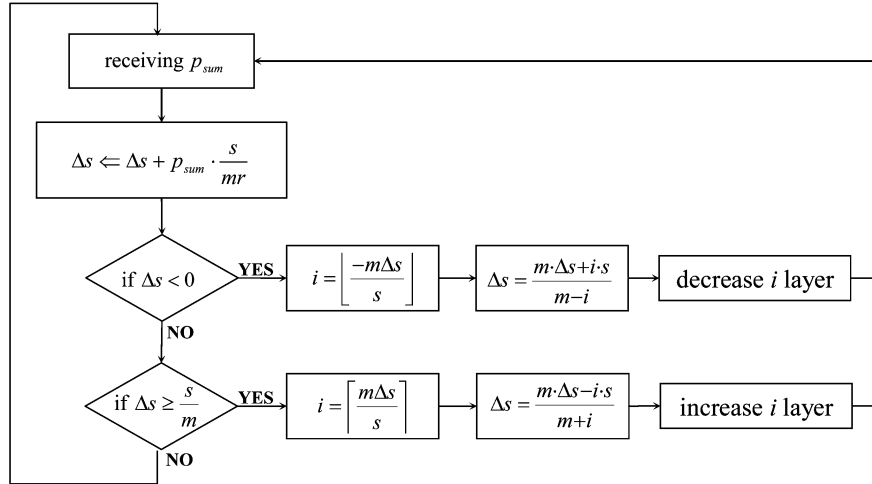 receiving p_sum
Δs ⇐ Δs + p_sum · s/mr
if Δs < 0
YES
i = ⌊−mΔs/s⌋
Δs = (m·Δs+i·s)/(m−i)
decrease i layer
NO
if Δs ≥ s/m
YES
i = ⌈mΔs/s⌉
Δs = (m·Δs−i·s)/(m+i)
increase i layer
NO